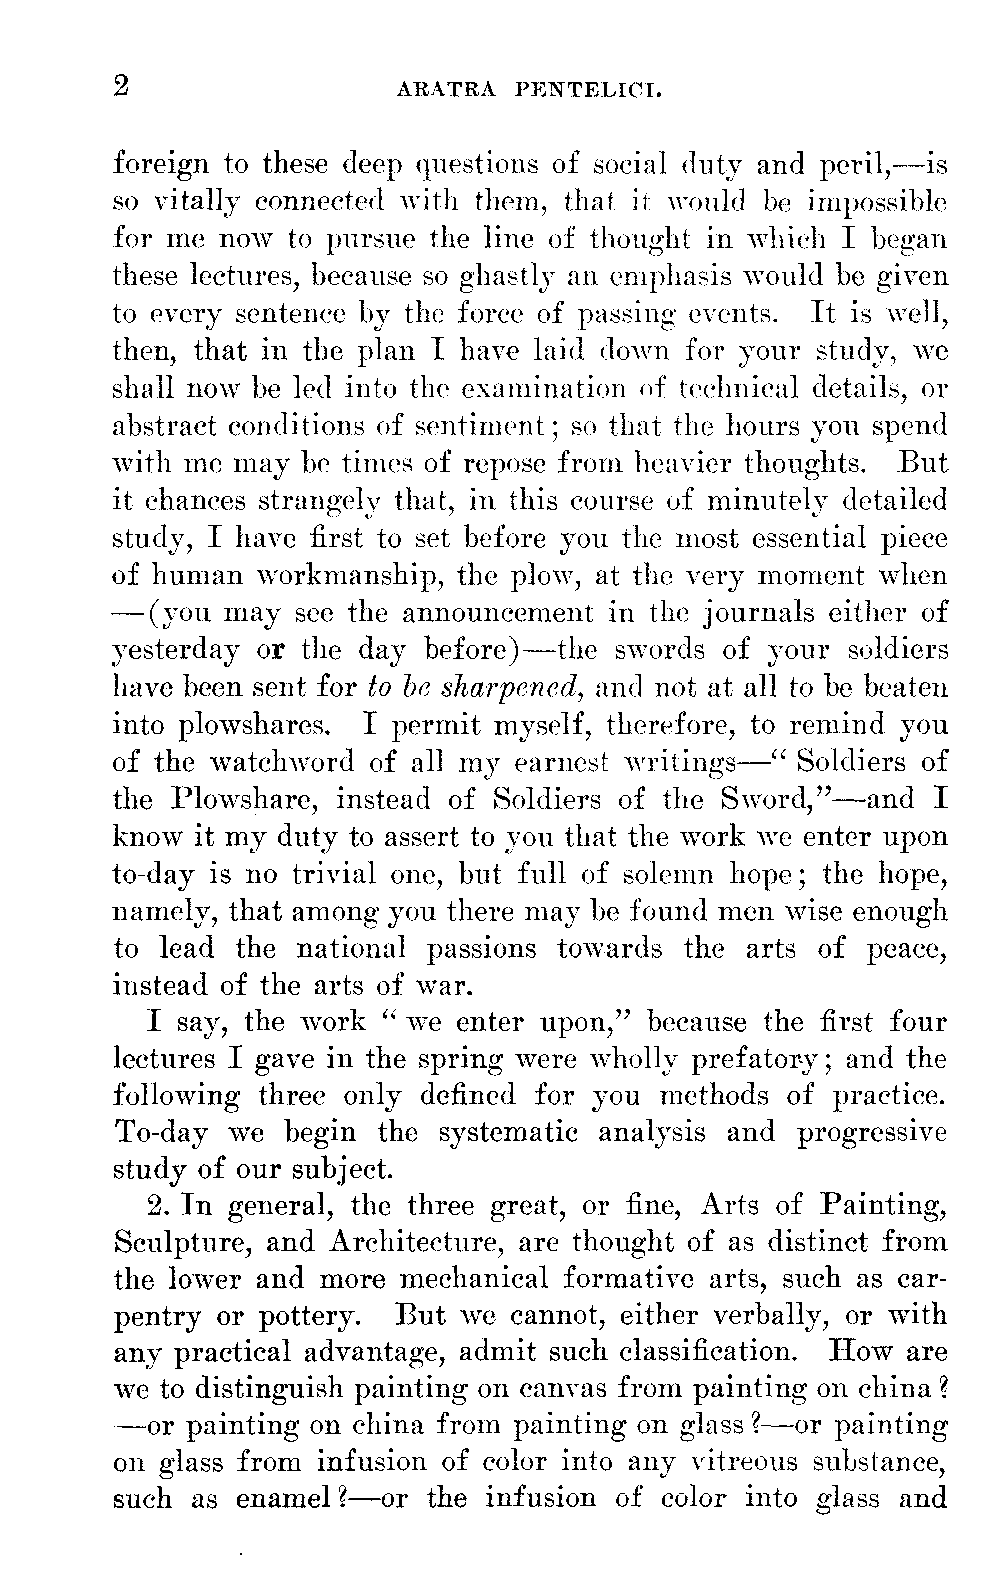 2 ARATRA PENTELICI.
foreign to these deep questions of social duty and peril,—is
so vitally connected with them, that it would be impossible
for me now to pursue the line of thought in which I began
these lectures, because so ghastly an emphasis would be given
to every sentence by the force of passing events. It is well,
then, that in the plan I have laid down for your study, we
shall now be led into the examination of technical details, or
abstract conditions of sentiment; so that the hours you spend
with me may be times of repose from heavier thoughts. But
it chances strangely that, in this course of minutely detailed
study, I have first to set before you the most essential piece
of human workmanship, the plow, at the very moment when
—(you may see the announcement in the journals either of
yesterday or the day before)—the swords of your soldiers
have been sent for to be sharpened, and not at all to be beaten
into plowshares. I permit myself, therefore, to remind you
of the watchword of all my earnest writings—“ Soldiers of
the Plowshare, instead of Soldiers of the Sword,”—and I
know it my duty to assert to you that the work we enter upon
to-day is no trivial one, but full of solemn hope; the hope,
namely, that among you there may be found men wise enough
to lead the national passions towards the arts of peace,
instead of the arts of war.
I say, the work “ we enter upon,” because the first four
lectures I gave in the spring were wholly prefatory; and the
following three only defined for you methods of practice.
To-day we begin the systematic analysis and progressive
study of our subject.
2. In general, the three great, or fine, Arts of Painting,
Sculpture, and Architecture, are thought of as distinct from
the lower and more mechanical formative arts, such as car-
pentry or pottery. But we cannot, either verbally, or with
any practical advantage, admit such classification. How are
we to distinguish painting on canvas from painting on china?
—or painting on china from painting on glass?—or painting
on glass from infusion of color into any vitreous substance,
such as enamel?—or the infusion of color into glass and